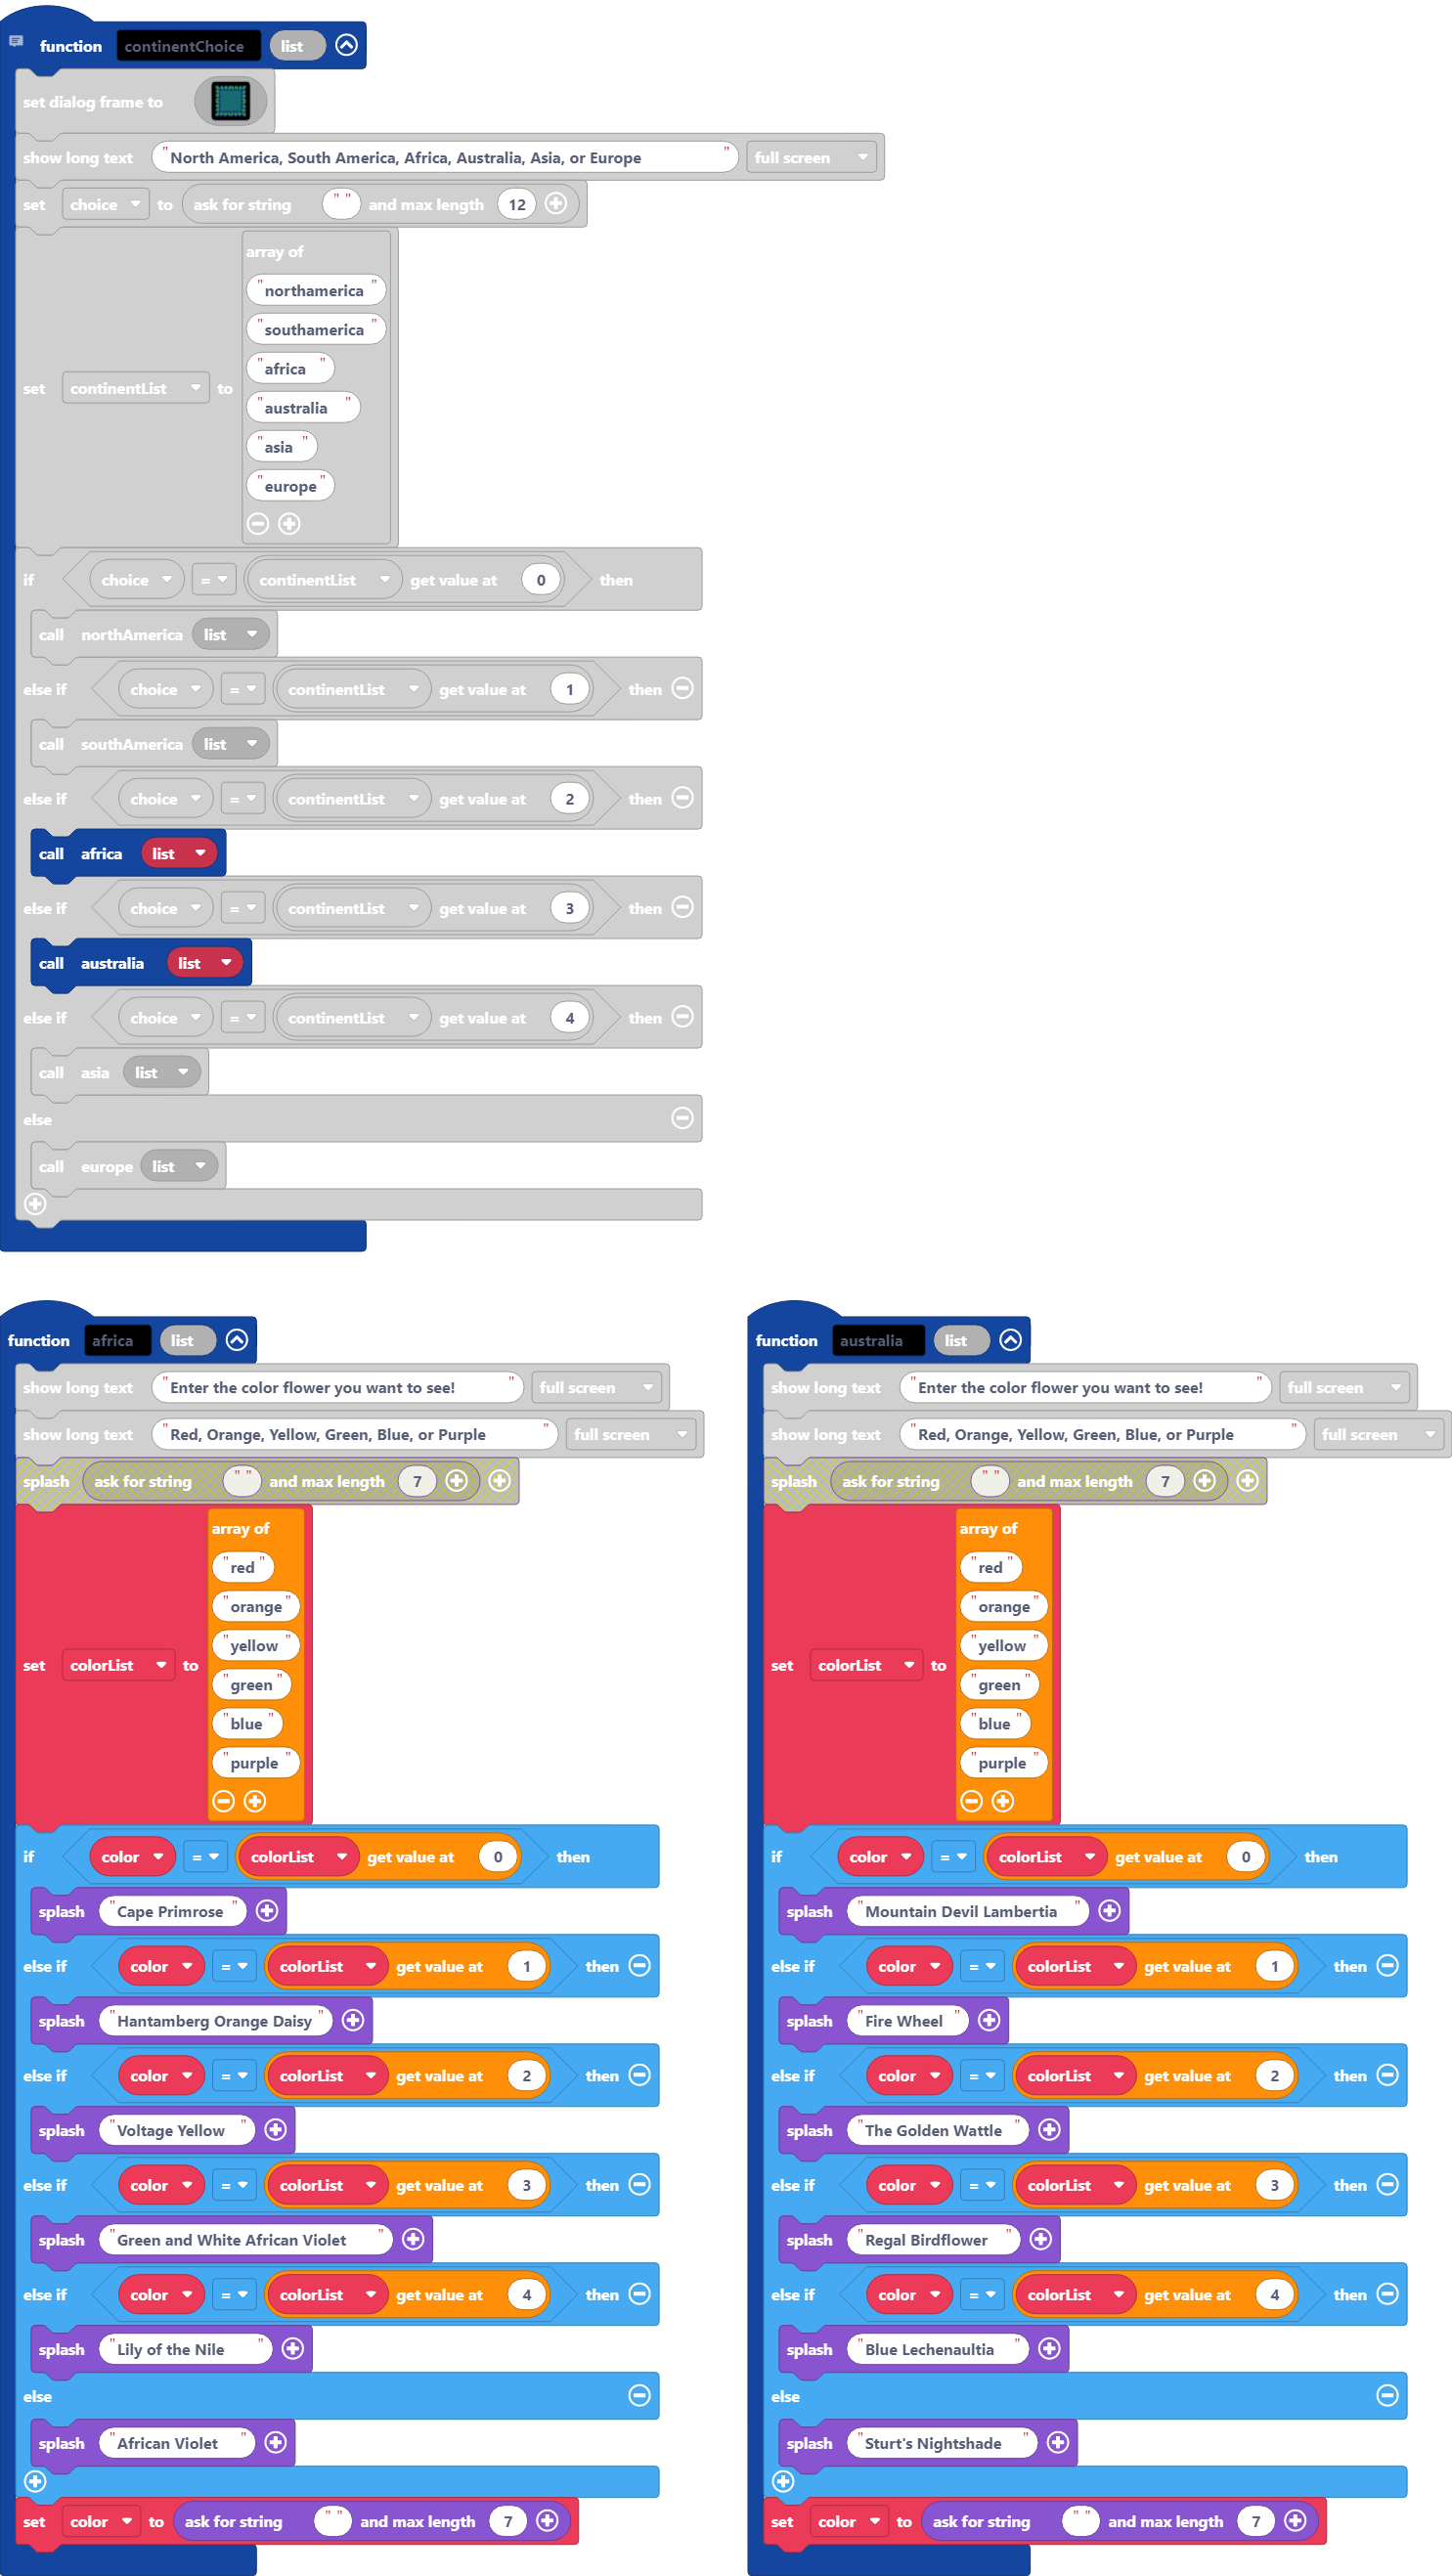 function continentChoice list
set dialog frame to
show long text "North America, South America, Africa, Australia, Asia, or Europe" full screen
set choice to ask for string "" and max length 12
array of
"northamerica"
"southamerica"
"africa"
set continentList to
"australia"
"asia"
"europe"
if choice = continentList get value at 0 then
call northAmerica list
else if choice = continentList get value at 1 then
call southAmerica list
else if choice = continentList get value at 2 then
call africa list
else if choice = continentList get value at 3 then
call australia list
else if choice = continentList get value at 4 then
call asia list
else
call europe list
function africa list
show long text "Enter the color flower you want to see!" full screen
show long text "Red, Orange, Yellow, Green, Blue, or Purple" full screen
splash ask for string "" and max length 7
array of
"red"
"orange"
"yellow"
set colorList to
"green"
"blue"
"purple"
if color = colorList get value at 0 then
splash "Cape Primrose"
else if color = colorList get value at 1 then
splash "Hantamberg Orange Daisy"
else if color = colorList get value at 2 then
splash "Voltage Yellow"
else if color = colorList get value at 3 then
splash "Green and White African Violet"
else if color = colorList get value at 4 then
splash "Lily of the Nile"
else
splash "African Violet"
set color to ask for string "" and max length 7
function australia list
show long text "Enter the color flower you want to see!" full screen
show long text "Red, Orange, Yellow, Green, Blue, or Purple" full screen
splash ask for string "" and max length 7
array of
"red"
"orange"
"yellow"
set colorList to
"green"
"blue"
"purple"
if color = colorList get value at 0 then
splash "Mountain Devil Lambertia"
else if color = colorList get value at 1 then
splash "Fire Wheel"
else if color = colorList get value at 2 then
splash "The Golden Wattle"
else if color = colorList get value at 3 then
splash "Regal Birdflower"
else if color = colorList get value at 4 then
splash "Blue Lechenaultia"
else
splash "Sturt's Nightshade"
set color to ask for string "" and max length 7